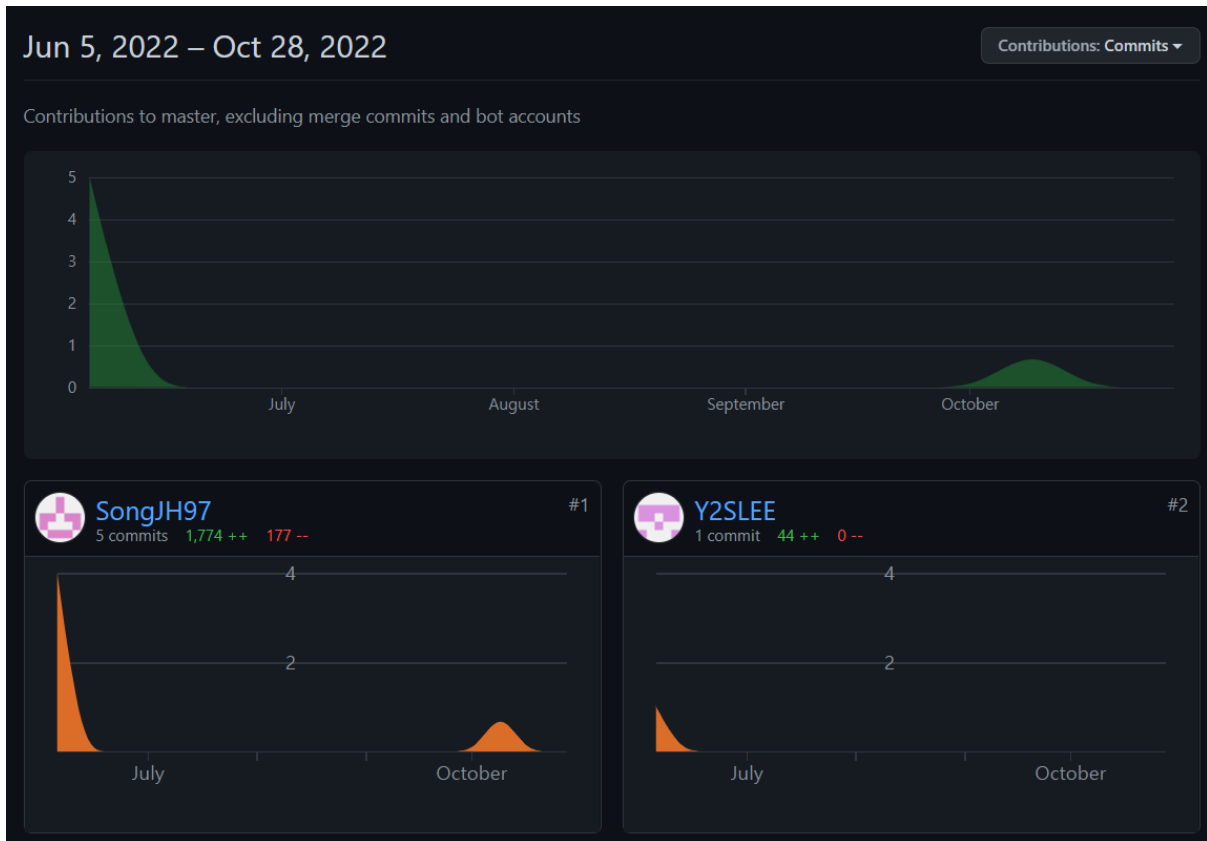 Jun 5, 2022 – Oct 28, 2022
Contributions: Commits
Contributions to master, excluding merge commits and bot accounts
5
4
3
2
1
0
July August September October
SongJH97 #1
5 commits 1,774 ++ 177 --
4
2
July October
Y2SLEE #2
1 commit 44 ++ 0 --
4
2
July October